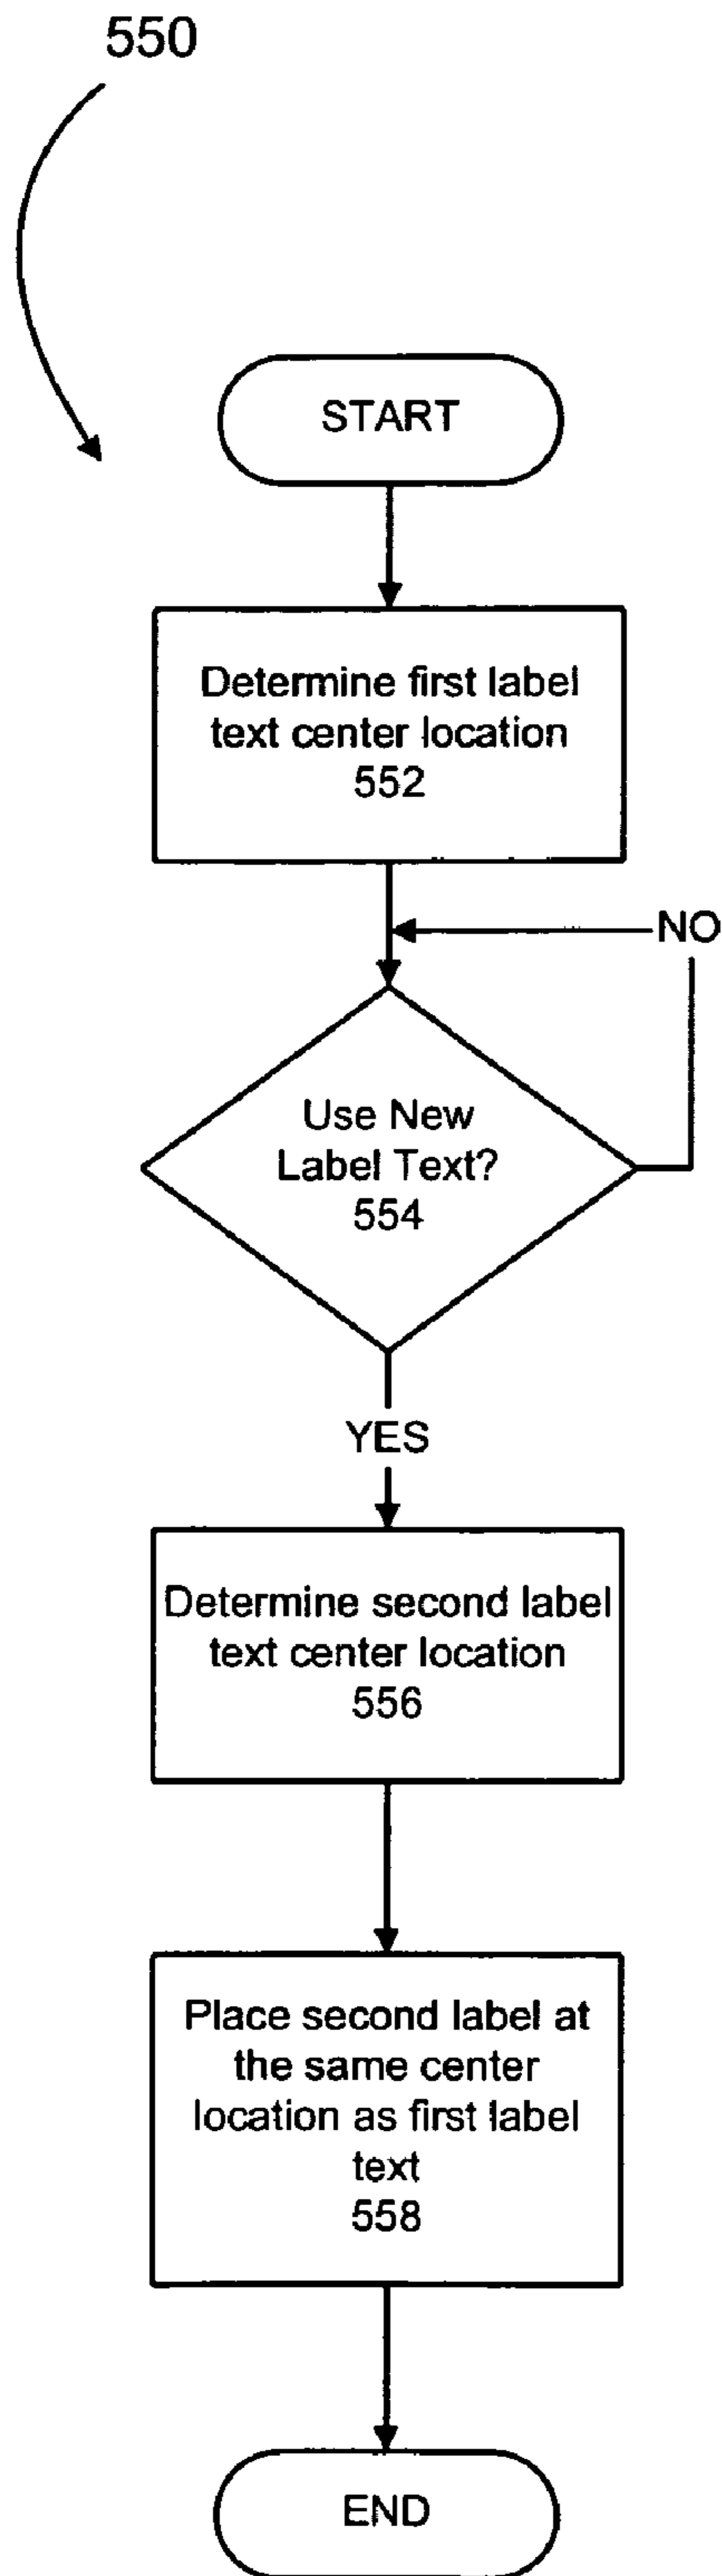 550
START
Determine first label
text center location
552
NO
Use New
Label Text?
554
YES
Determine second label
text center location
556
Place second label at
the same center
location as first label
text
558
END